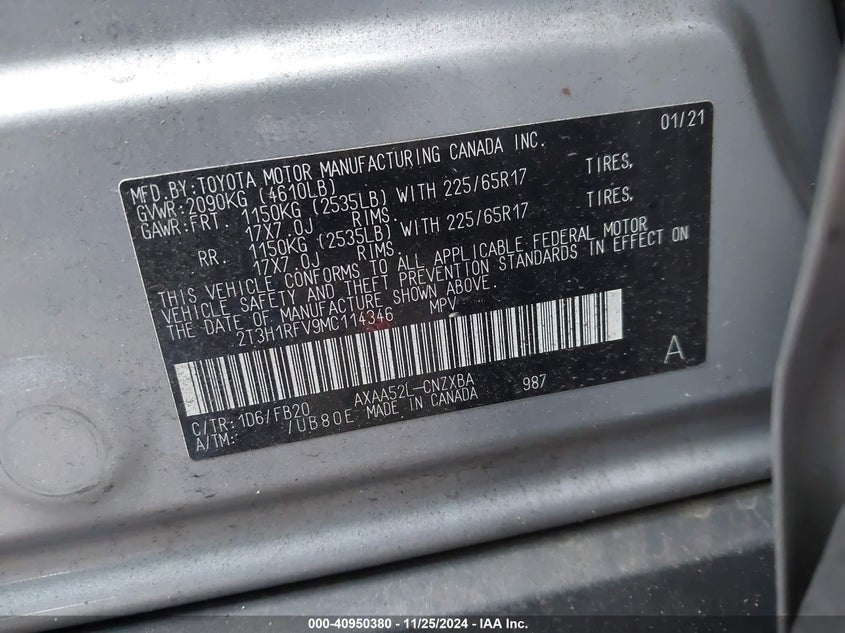 01/21
MFD.BY:TOYOTA MOTOR MANUFACTURING CANADA INC.
GVWR:2090KG (4610LB)
GAWR:FRT. 1150KG (2535LB) WITH 225/65R17 TIRES,
17X7.0J RIMS.
RR. 1150KG (2535LB) WITH 225/65R17 TIRES,
17X7.0J RIMS.
THIS VEHICLE CONFORMS TO ALL APPLICABLE FEDERAL MOTOR
VEHICLE SAFETY AND THEFT PREVENTION STANDARDS IN EFFECT ON
THE DATE OF MANUFACTURE SHOWN ABOVE.
2T3H1RFV9MC114346 MPV
A
C/TR:1D6/FB20 AXAA52L-CNZXBA 987
A/TM: /UB80E MADE IN CANADA
000-40950380 - 11/25/2024 - IAA Inc.